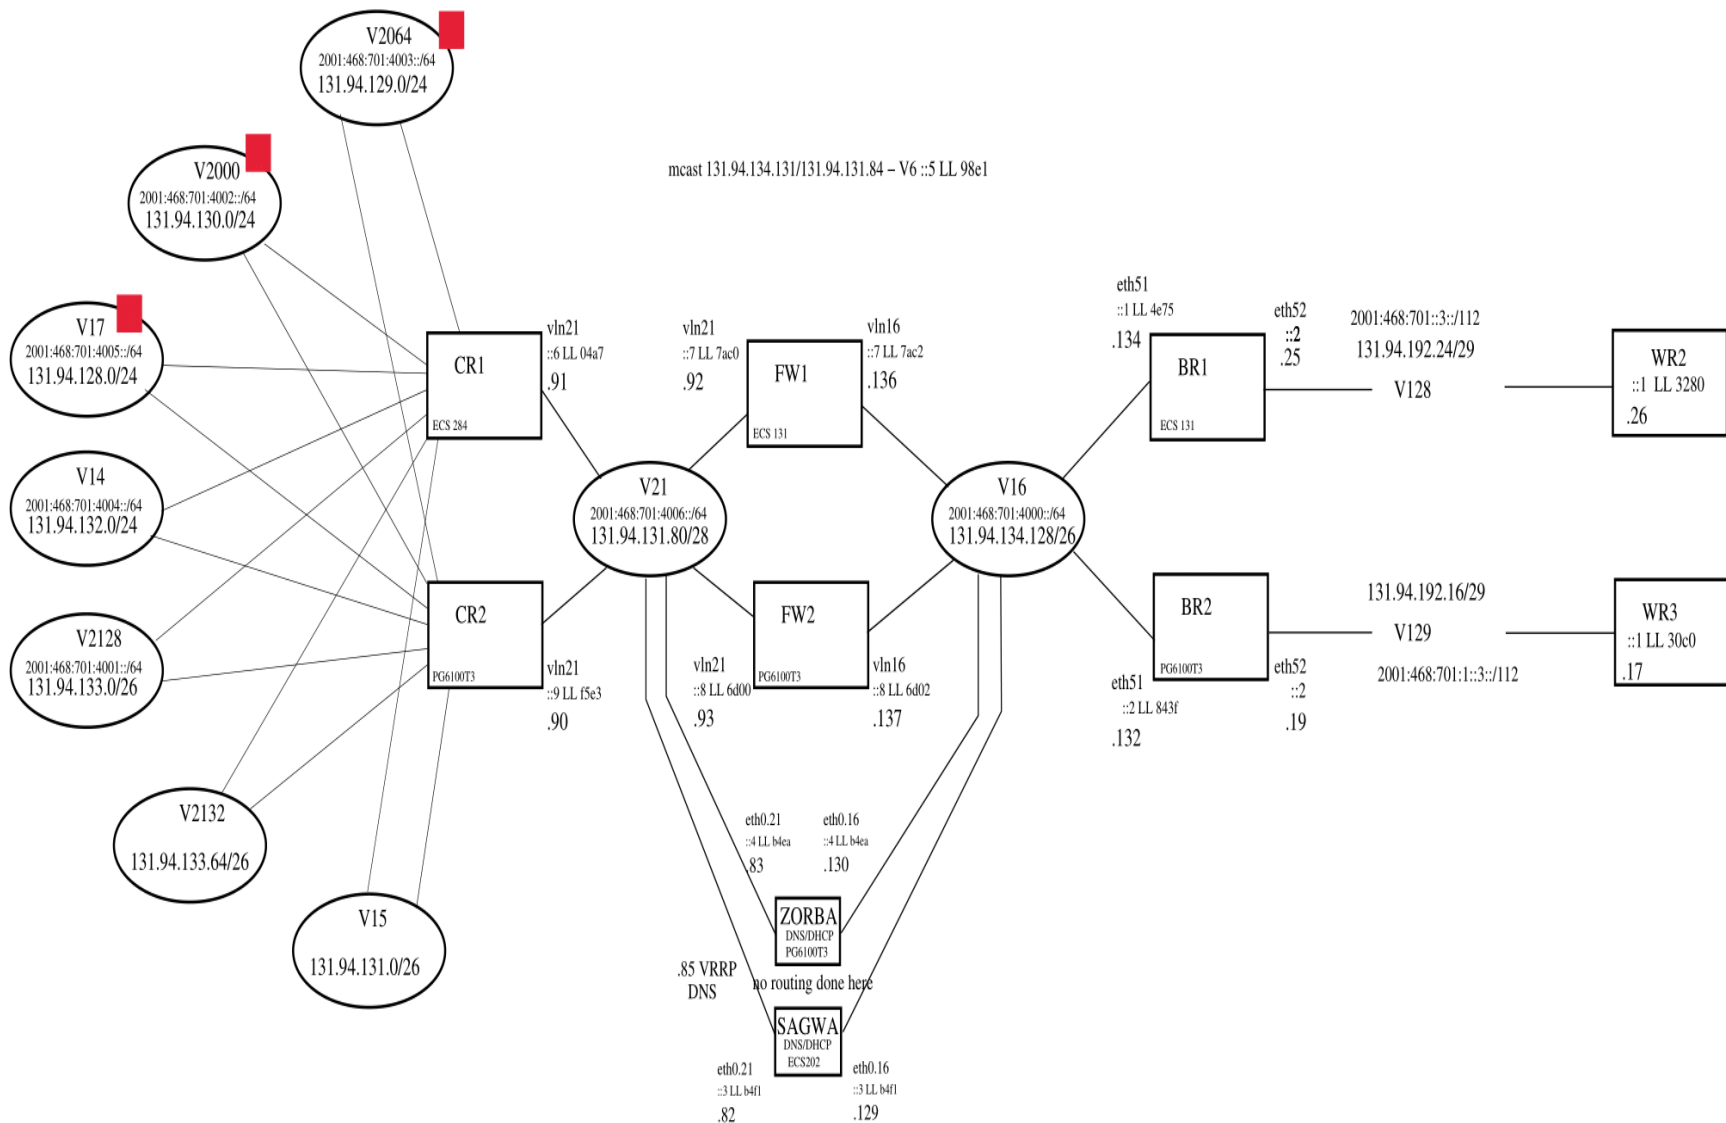 V2064
2001:468:701:4003::/64
131.94.129.0/24
V2000
2001:468:701:4002::/64
131.94.130.0/24
mcast 131.94.134.131/131.94.131.84 – V6 ::5 LL 98e1
V17
2001:468:701:4005::/64
131.94.128.0/24
V14
2001:468:701:4004::/64
131.94.132.0/24
V2128
2001:468:701:4001::/64
131.94.133.0/26
V2132
131.94.133.64/26
V15
131.94.131.0/26
CR1
ECS 284
vln21
::6 LL 04a7
.91
CR2
PG6100T3
vln21
::9 LL f5e3
.90
V21
2001:468:701:4006::/64
131.94.131.80/28
vln21
::7 LL 7ac0
.92
FW1
ECS 131
vln16
::7 LL 7ac2
.136
FW2
PG6100T3
vln21
::8 LL 6d00
.93
vln16
::8 LL 6d02
.137
V16
2001:468:701:4000::/64
131.94.134.128/26
eth51
::1 LL 4e75
.134
BR1
ECS 131
eth52
::2
.25
2001:468:701::3::/112
131.94.192.24/29
V128
WR2
::1 LL 3280
.26
BR2
PG6100T3
eth51
::2 LL 843f
.132
eth52
::2
.19
131.94.192.16/29
V129
2001:468:701:1::3::/112
WR3
::1 LL 30c0
.17
eth0.21
::4 LL b4ea
.83
eth0.16
::4 LL b4ea
.130
ZORBA
DNS/DHCP
PG6100T3
.85 VRRP
DNS
no routing done here
SAGWA
DNS/DHCP
ECS202
eth0.21
::3 LL b4f1
.82
eth0.16
::3 LL b4f1
.129